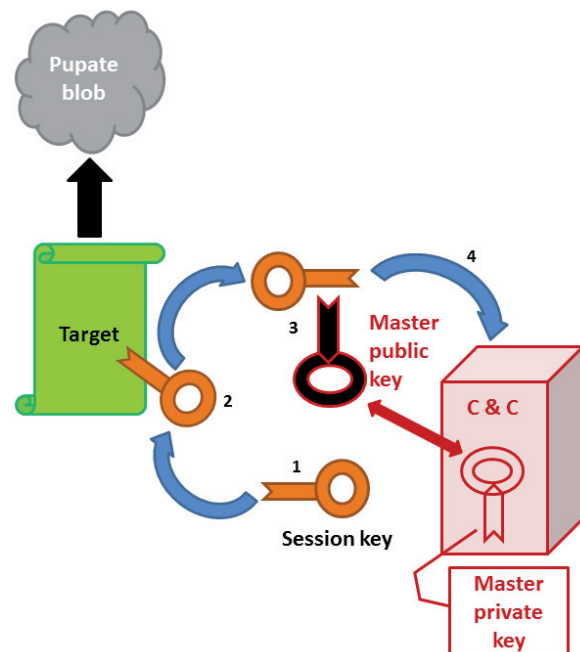 Pupate
blob
Target
2
1
Session key
3
Master
public
key
4
C & C
Master
private
key